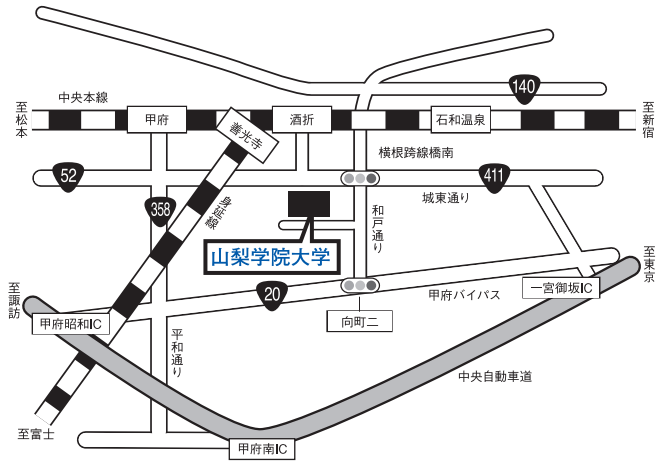 140
中央本線
至松本
甲府
善光寺
酒折
石和温泉
至新宿
横根跨線橋南
52
411
358
身延線
城東通り
和戸通り
山梨学院大学
至東京
至諏訪
20
甲府バイパス
一宮御坂IC
甲府昭和IC
向町二
平和通り
中央自動車道
至富士
甲府南IC